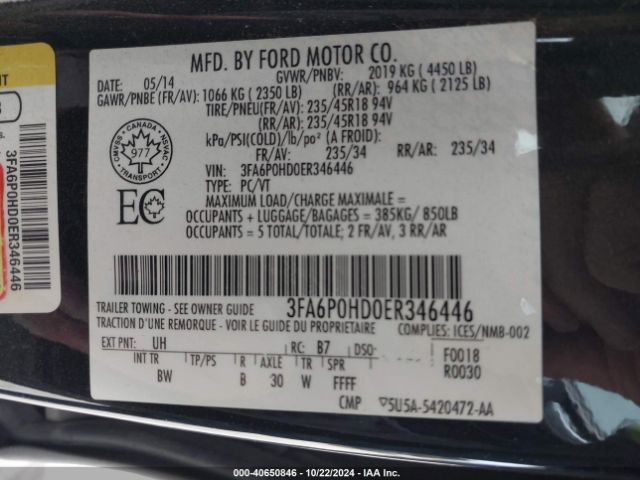 MFD. BY FORD MOTOR CO.
DATE: 05/14 GVWR/PNBV: 2019 KG ( 4450 LB)
GAWR/PNBE (FR/AV): 1066 KG ( 2350 LB) (RR/AR): 964 KG ( 2125 LB)
TIRE/PNEU(FR/AV): 235/45R18 94V
(RR/AR): 235/45R18 94V
kPa/PSI(COLD)/lb/po² (A FROID):
FR/AV: 235/34 RR/AR: 235/34
VIN: 3FA6P0HD0ER346446
TYPE: PC/VT
MAXIMUM LOAD/CHARGE MAXIMALE =
OCCUPANTS + LUGGAGE/BAGAGES = 385KG/ 850LB
OCCUPANTS = 5 TOTAL/TOTALE; 2 FR/AV, 3 RR/AR
CMVSS CANADA NSVAC
977
TRANSPORT
EC
3FA6P0HD0ER346446
TRAILER TOWING - SEE OWNER GUIDE
TRACTION D'UNE REMORQUE - VOIR LE GUIDE DU PROPRIETAIRE
COMPLIES: ICES/NMB-002
EXT PNT: UH RC: B7 DSO: F0018
INT TR TP/PS R AXLE TR SPR R0030
BW B 30 W FFFF
CMP 5U5A-5420472-AA
3FA6P0HD0ER346446
000-40650846 - 10/22/2024 - IAA Inc.